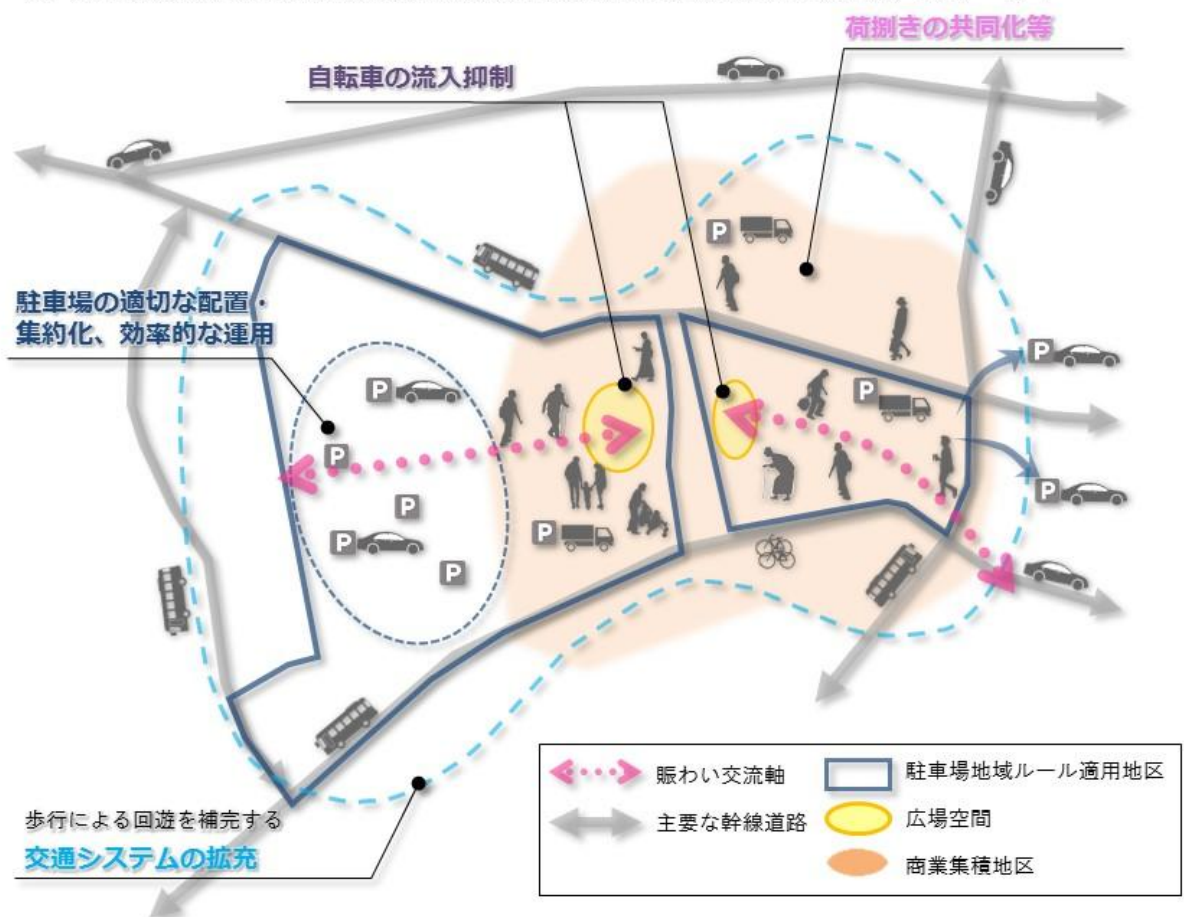 荷捌きの共同化等
自転車の流入抑制
P
駐車場の適切な配置・
集約化、効率的な運用
P
P
P
P
P
P
P
P
P
P
歩行による回遊を補完する
交通システムの拡充
賑わい交流軸
主要な幹線道路
駐車場地域ルール適用地区
広場空間
商業集積地区